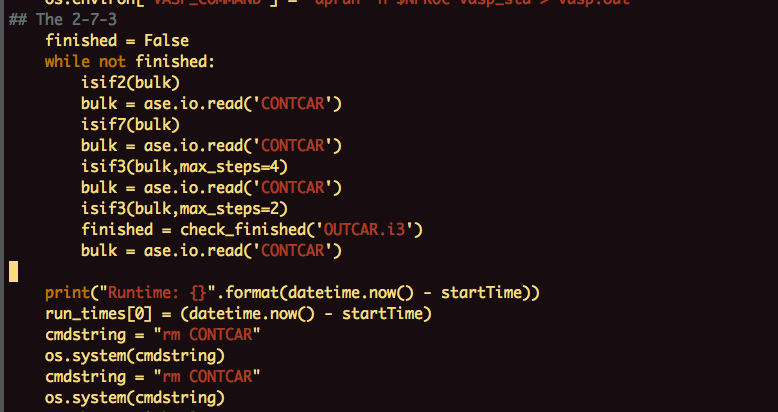 os.environ['VASP_COMMAND'] = 'aprun -n $NPROC vasp_std > vasp.out'
## The 2-7-3
finished = False
while not finished:
isif2(bulk)
bulk = ase.io.read('CONTCAR')
isif7(bulk)
bulk = ase.io.read('CONTCAR')
isif3(bulk,max_steps=4)
bulk = ase.io.read('CONTCAR')
isif3(bulk,max_steps=2)
finished = check_finished('OUTCAR.i3')
bulk = ase.io.read('CONTCAR')
print("Runtime: {}".format(datetime.now() - startTime))
run_times[0] = (datetime.now() - startTime)
cmdstring = "rm CONTCAR"
os.system(cmdstring)
cmdstring = "rm CONTCAR"
os.system(cmdstring)